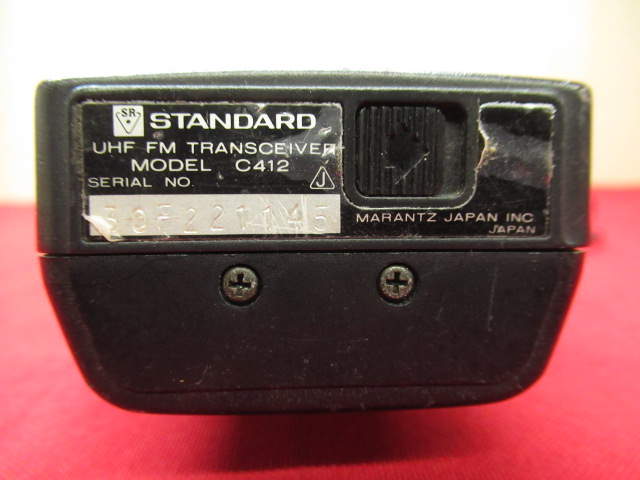 SR STANDARD
UHF FM TRANSCEIVER
MODEL C412
SERIAL NO. J
30F221145
MARANTZ JAPAN INC
JAPAN